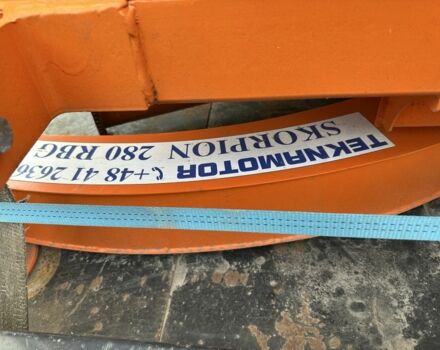 TEKNAMOTOR (+48 41 2636
SKORPION 280 RBG